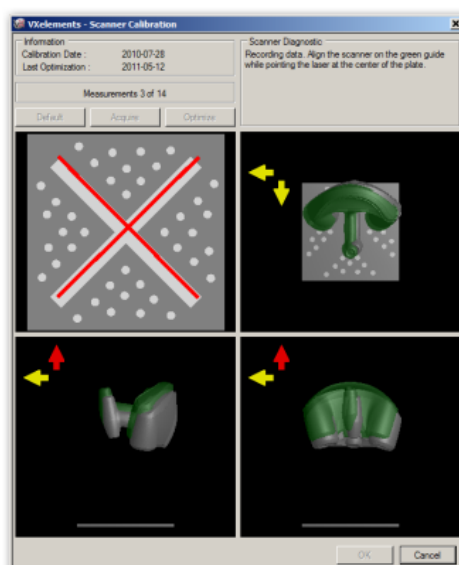 VXelements - Scanner Calibration
Information
Calibration Date : 2010-07-28
Last Optimization : 2011-05-12
Measurements 3 of 14
Default Acquire Optimize
Scanner Diagnostic
Recording data. Align the scanner on the green guide
while pointing the laser at the center of the plate.
OK Cancel